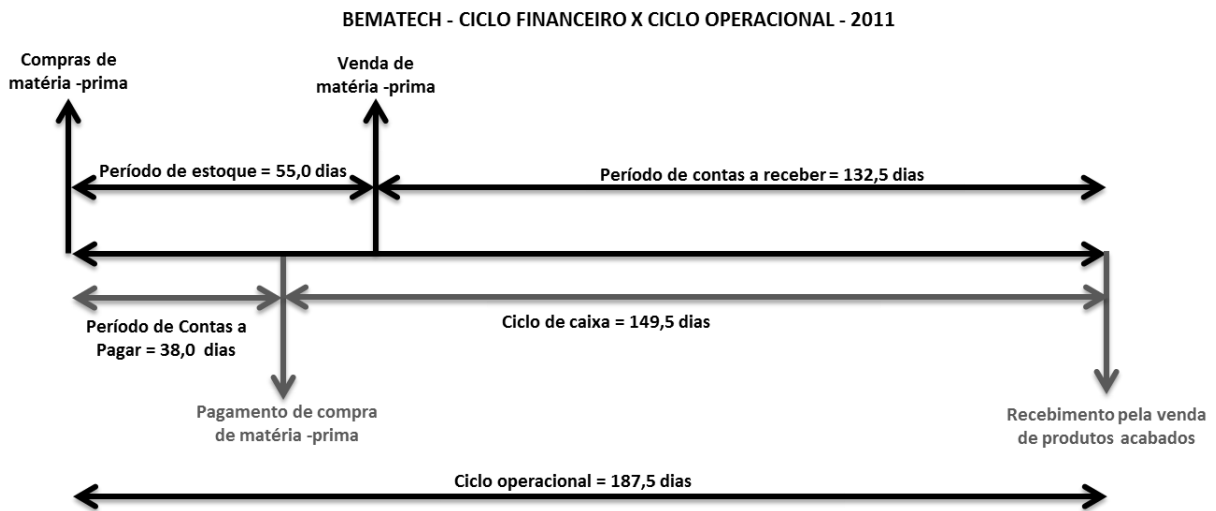 BEMATECH - CICLO FINANCEIRO X CICLO OPERACIONAL - 2011
Compras de
matéria -prima
Venda de
matéria -prima
Período de estoque = 55,0 dias
Período de contas a receber = 132,5 dias
Período de Contas a
Pagar = 38,0 dias
Ciclo de caixa = 149,5 dias
Pagamento de compra
de matéria -prima
Recebimento pela venda
de produtos acabados
Ciclo operacional = 187,5 dias